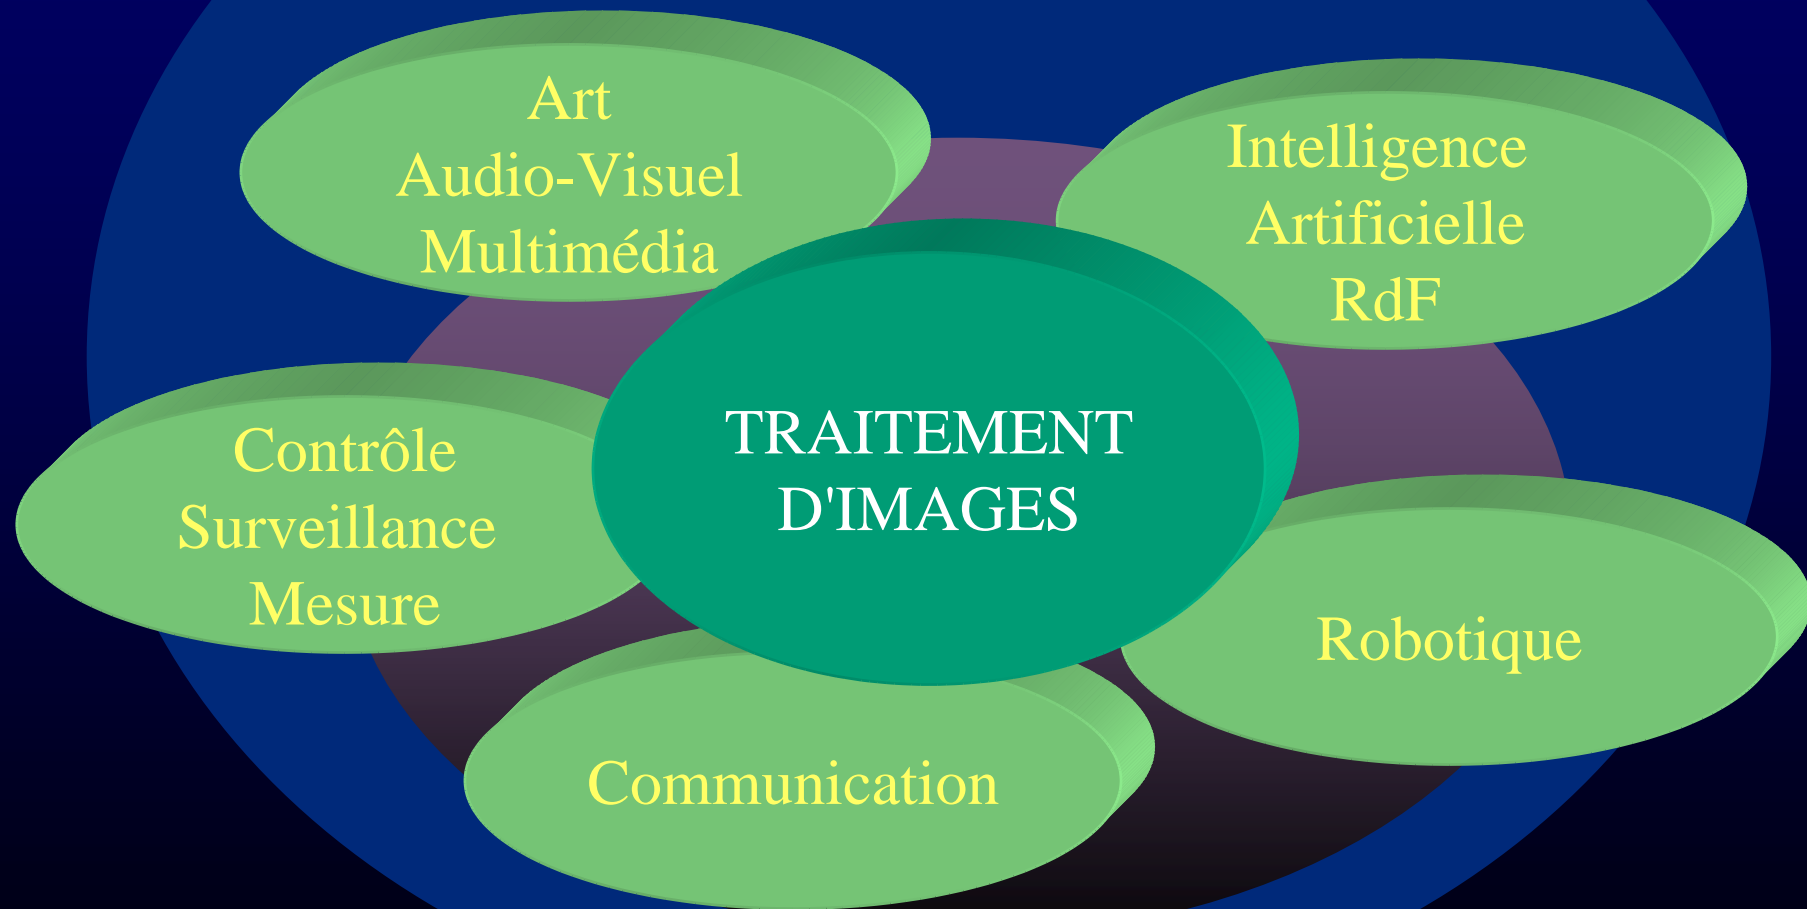 Art
Audio-Visuel
Multimédia
Intelligence
Artificielle
RdF
Contrôle
Surveillance
Mesure
TRAITEMENT
D'IMAGES
Robotique
Communication